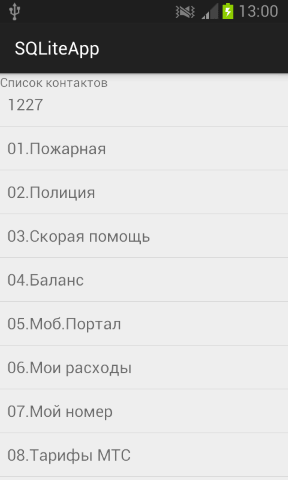 13:00
SQLiteApp
Список контактов
1227
01.Пожарная
02.Полиция
03.Скорая помощь
04.Баланс
05.Моб.Портал
06.Мои расходы
07.Мой номер
08.Тарифы МТС